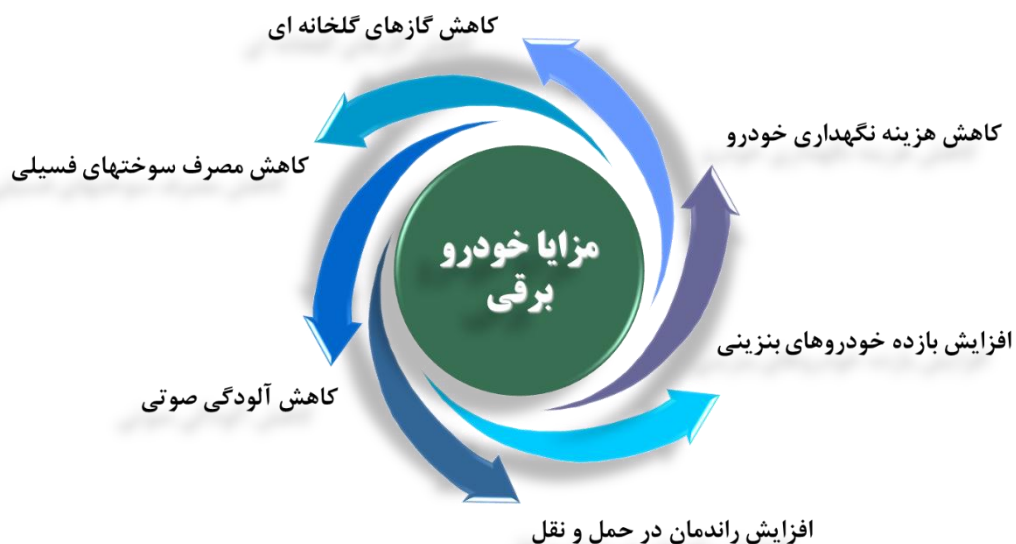 کاهش گازهای گلخانه ای
کاهش هزینه نگهداری خودرو
کاهش مصرف سوختهای فسیلی
مزایا خودرو
برقی
افزایش بازده خودروهای بنزینی
کاهش آلودگی صوتی
افزایش راندمان در حمل و نقل